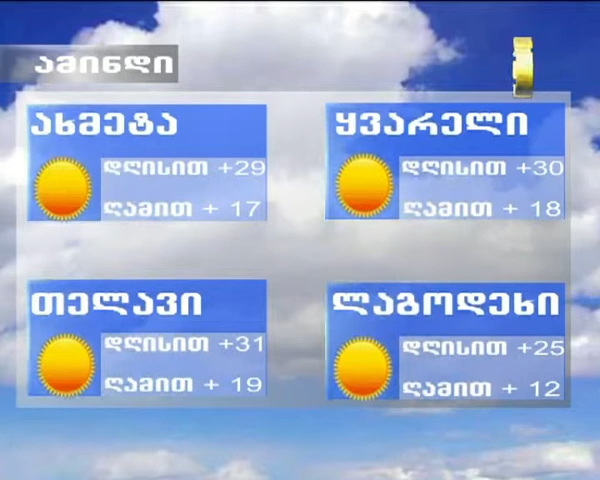 ამინდი
ახმეტა
დღისით +29
ღამით + 17
ყვარელი
დღისით +30
ღამით + 18
თელავი
დღისით +31
ღამით + 19
ლაგოდეხი
დღისით +25
ღამით + 12